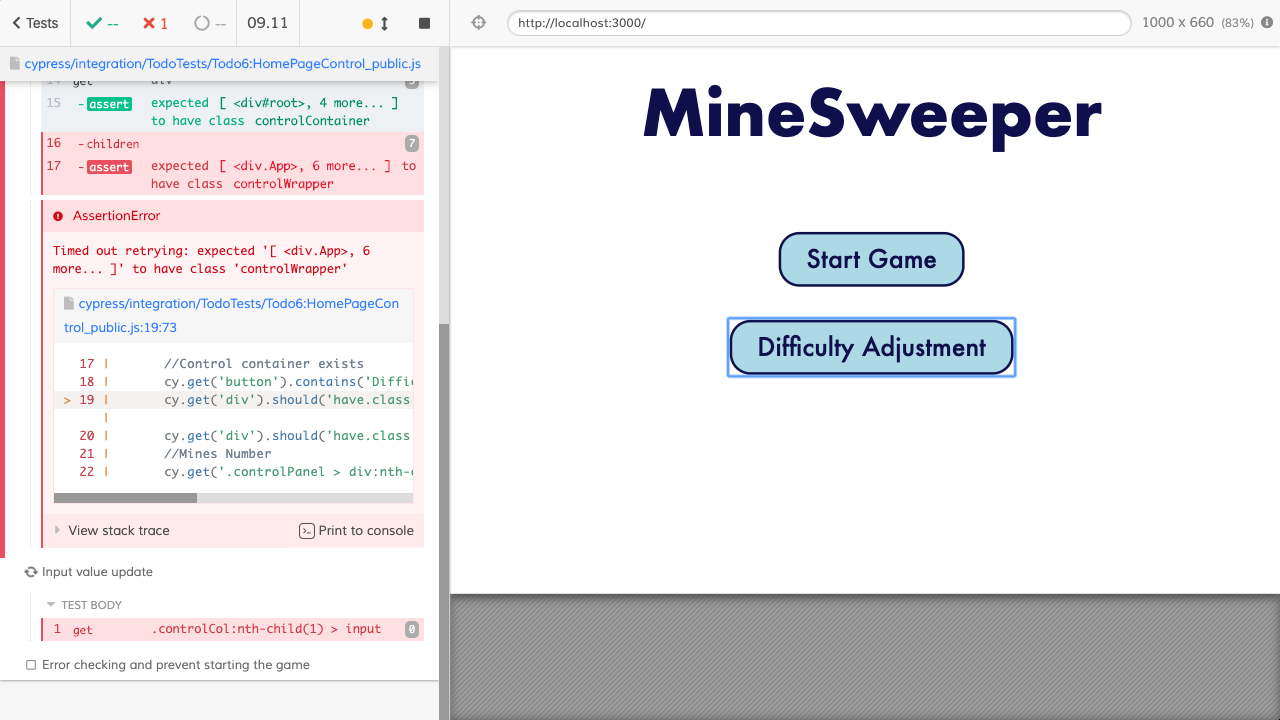 Tests
--
1
--
09.11
cypress/integration/TodoTests/Todo6:HomePageControl_public.js
14 get div 5
15 -assert expected [ <div#root>, 4 more... ]
to have class controlContainer
16 -children 7
17 -assert expected [ <div.App>, 6 more... ] to
have class controlWrapper
AssertionError
Timed out retrying: expected '[ <div.App>, 6
more... ]' to have class 'controlWrapper'
cypress/integration/TodoTests/Todo6:HomePageCon
trol_public.js:19:73
17 | //Control container exists
18 | cy.get('button').contains('Diffic
> 19 | cy.get('div').should('have.class
|
20 | cy.get('div').should('have.class
21 | //Mines Number
22 | cy.get('.controlPanel > div:nth-c
View stack trace
Print to console
Input value update
TEST BODY
1 get .controlCol:nth-child(1) > input 0
Error checking and prevent starting the game
http://localhost:3000/
1000 x 660 (83%)
MineSweeper
Start Game
Difficulty Adjustment